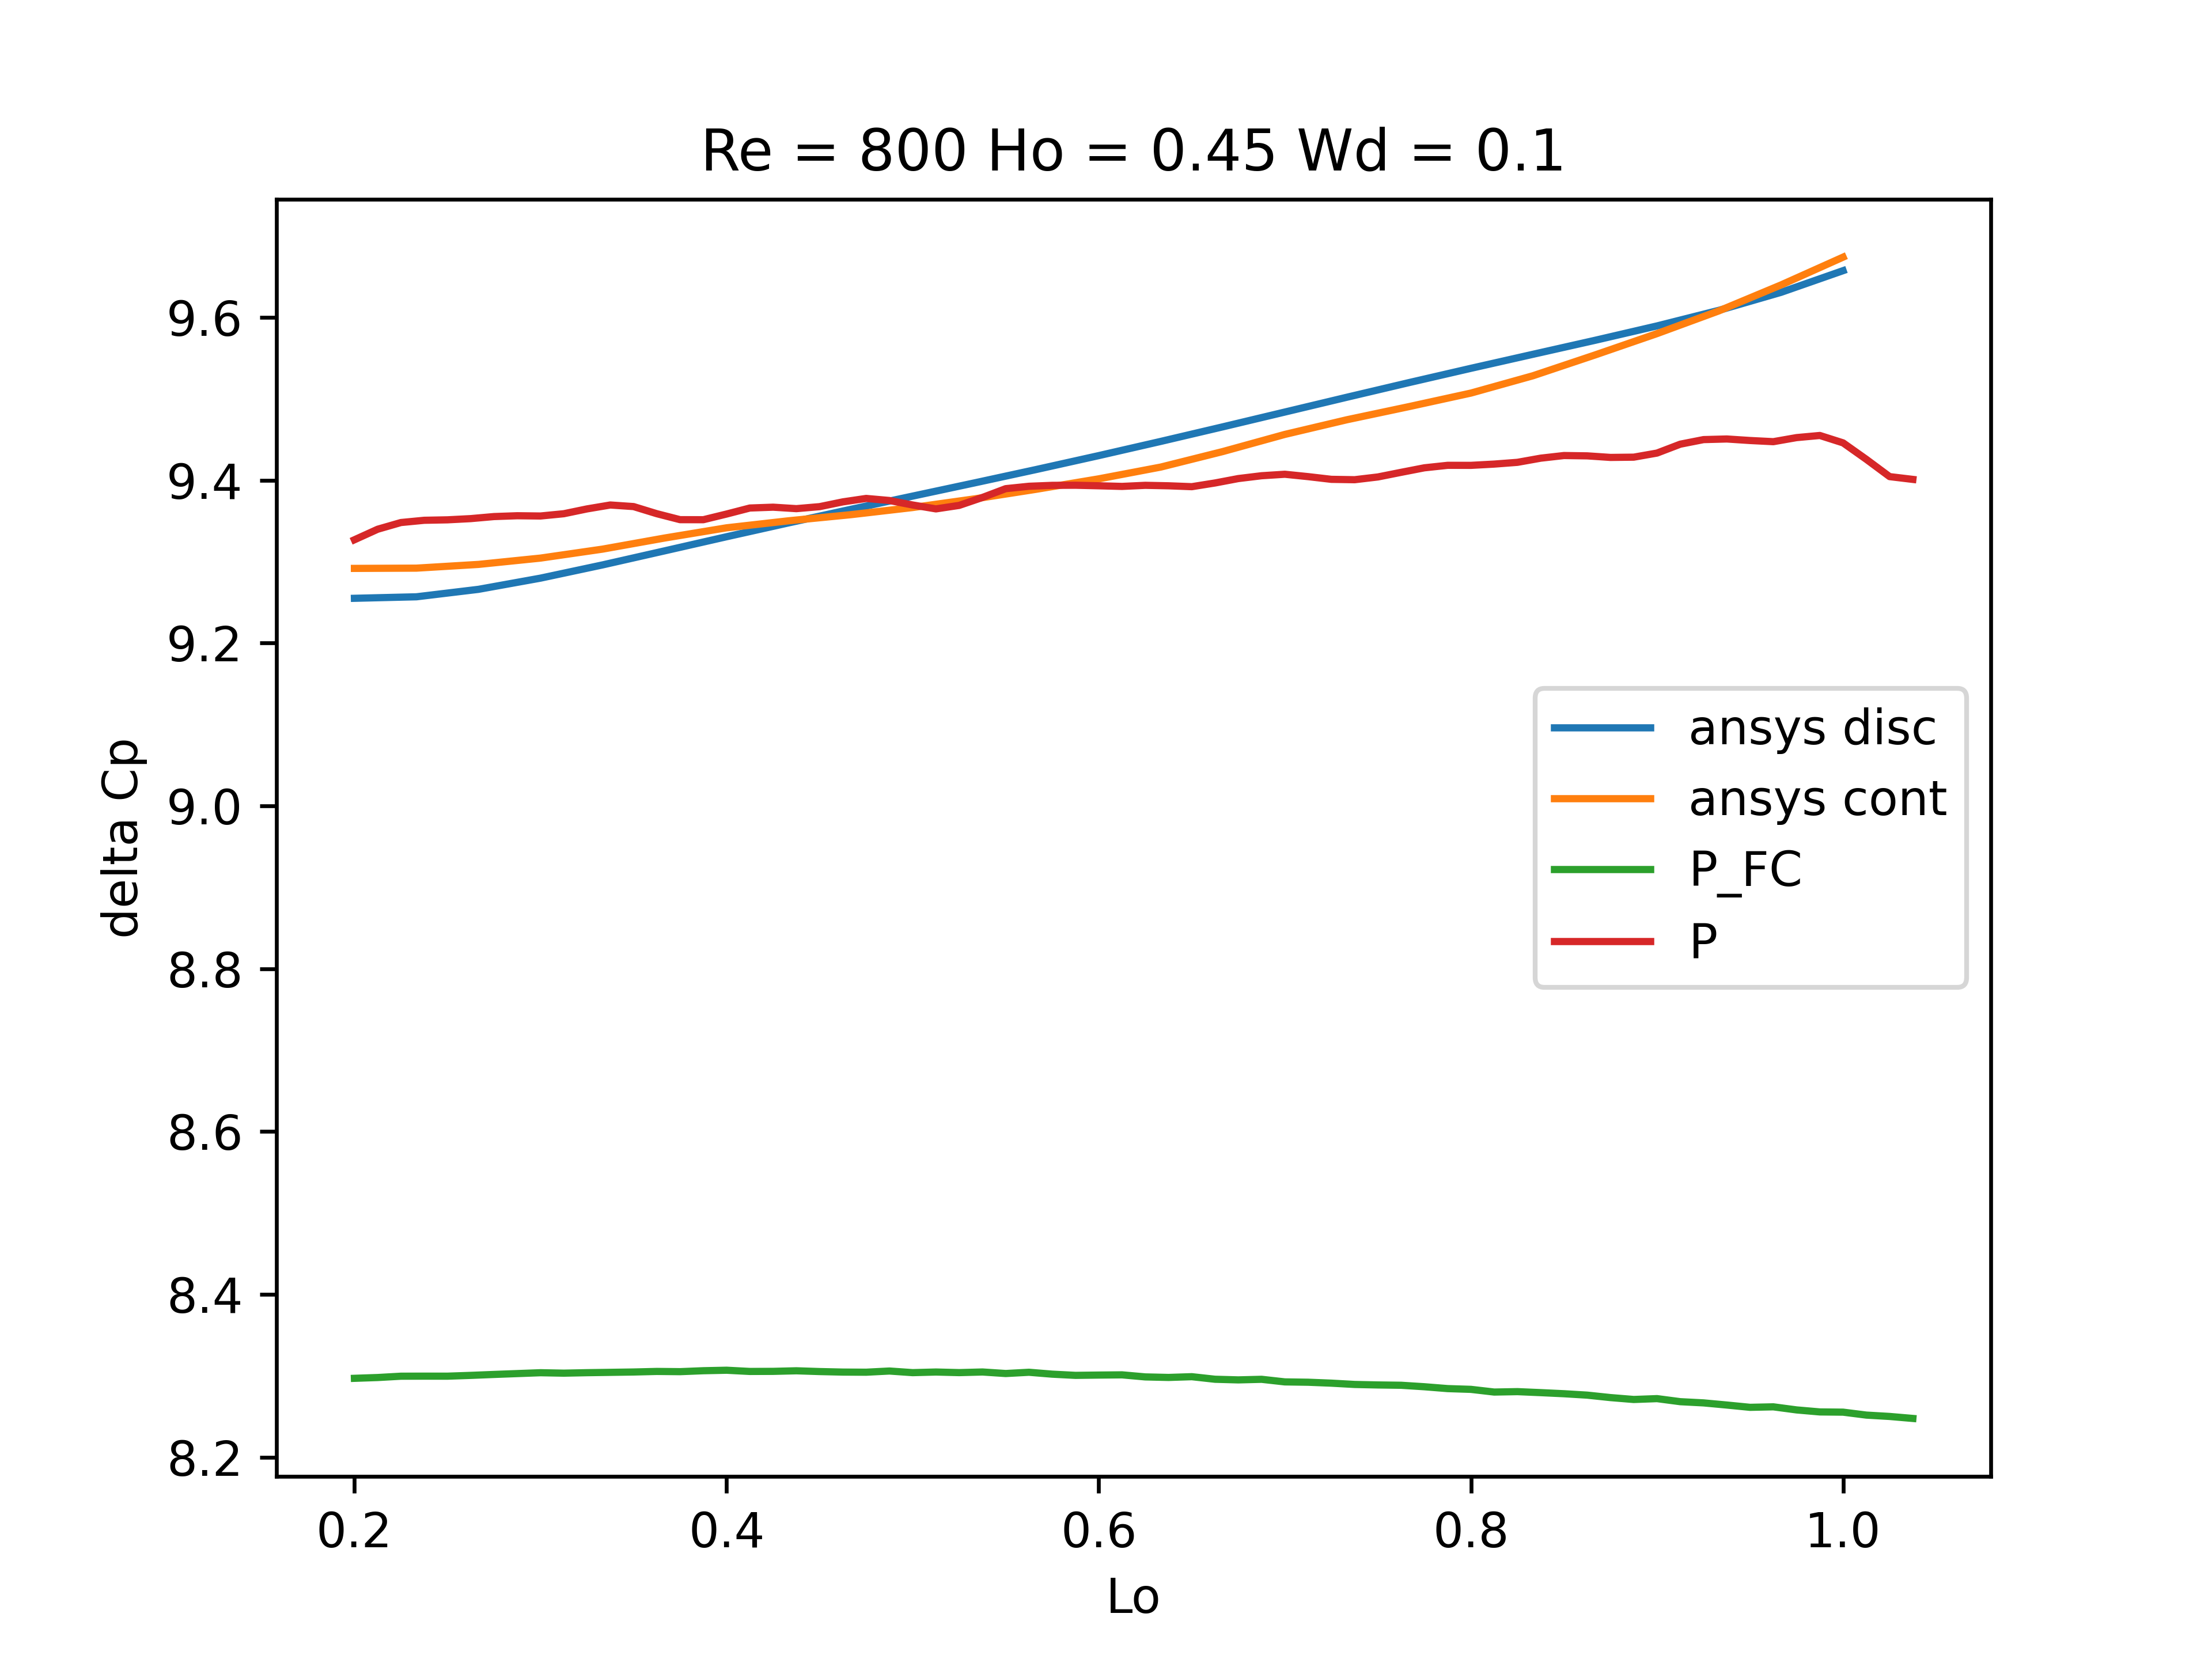 Re = 800 Ho = 0.45 Wd = 0.1
9.6
9.4
9.2
9.0
8.8
8.6
8.4
8.2
delta Cp
ansys disc
ansys cont
P_FC
P
0.2 0.4 0.6 0.8 1.0
Lo